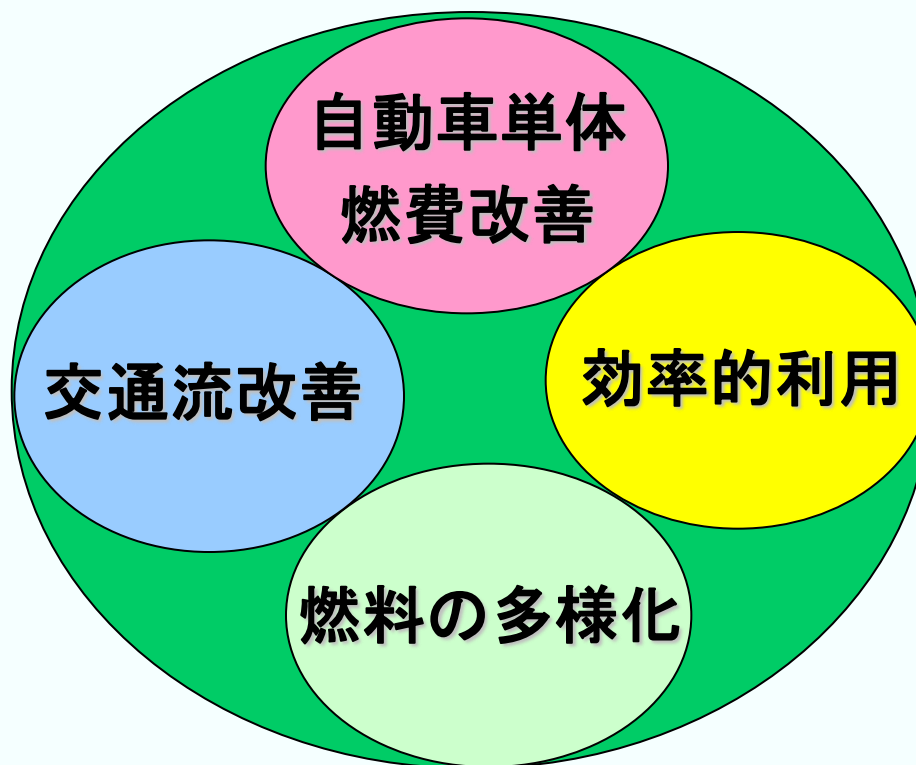 自動車単体
燃費改善
交通流改善
効率的利用
燃料の多様化